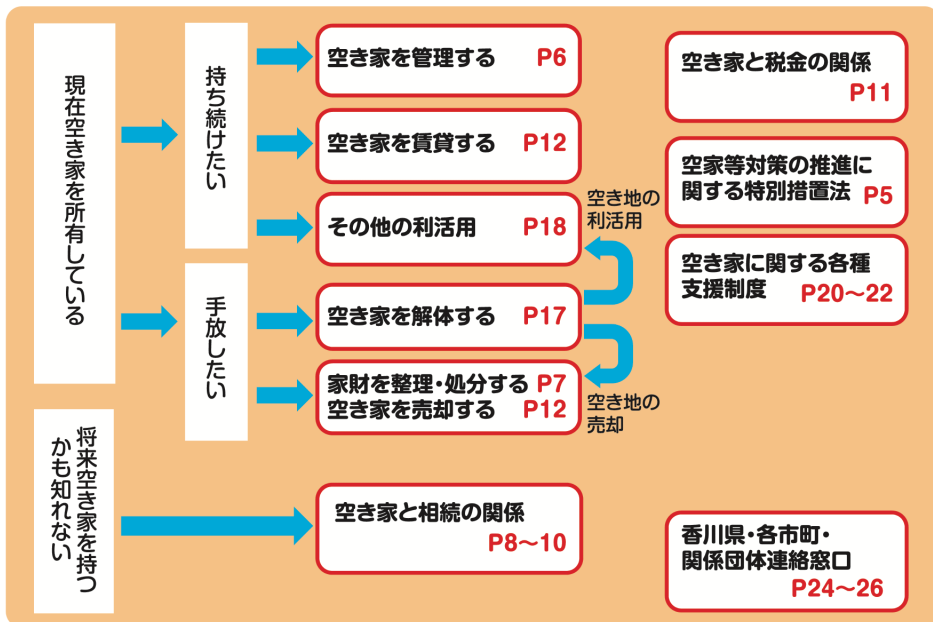 現在空き家を所有している
持ち続けたい
空き家を管理する P6
空き家を賃貸する P12
その他の利活用 P18
空き地の
利活用
手放したい
空き家を解体する P17
家財を整理・処分する P7
空き家を売却する P12
空き地の
売却
将来空き家を持つ
かも知れない
空き家と相続の関係
P8〜10
空き家と税金の関係
P11
空家等対策の推進に
関する特別措置法 P5
空き家に関する各種
支援制度 P20〜22
香川県・各市町・
関係団体連絡窓口
P24〜26